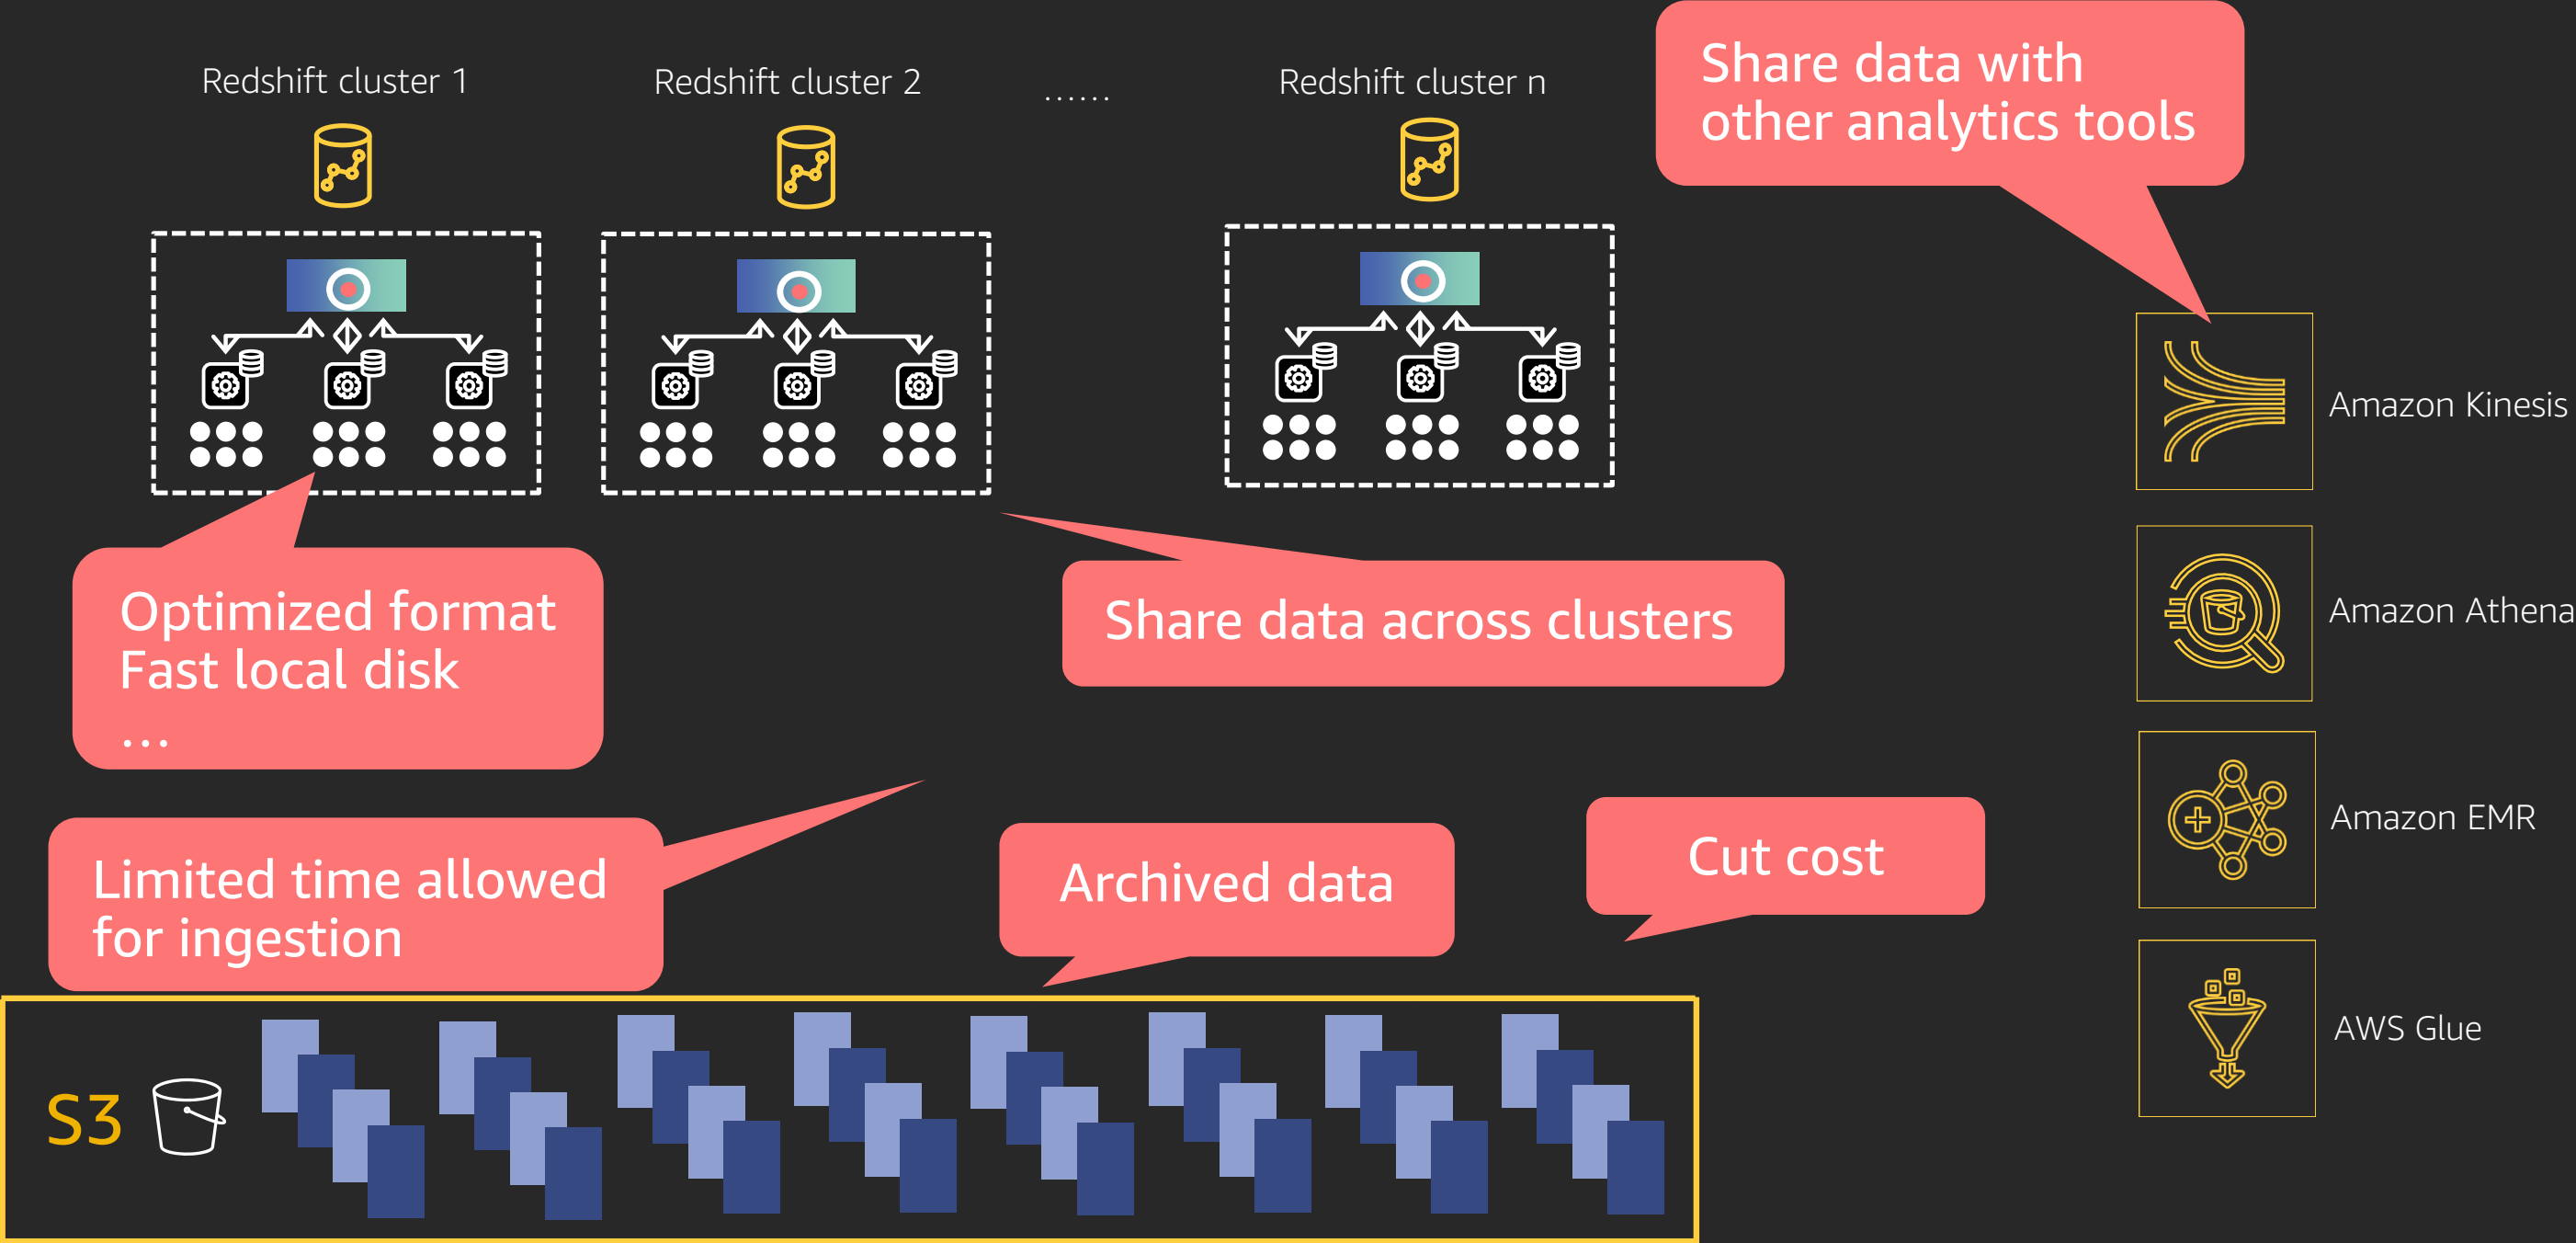 Redshift cluster 1
Redshift cluster 2
......
Redshift cluster n
Share data with
other analytics tools
Amazon Kinesis
Optimized format
Fast local disk
...
Share data across clusters
Amazon Athena
Limited time allowed
for ingestion
Archived data
Cut cost
Amazon EMR
AWS Glue
S3